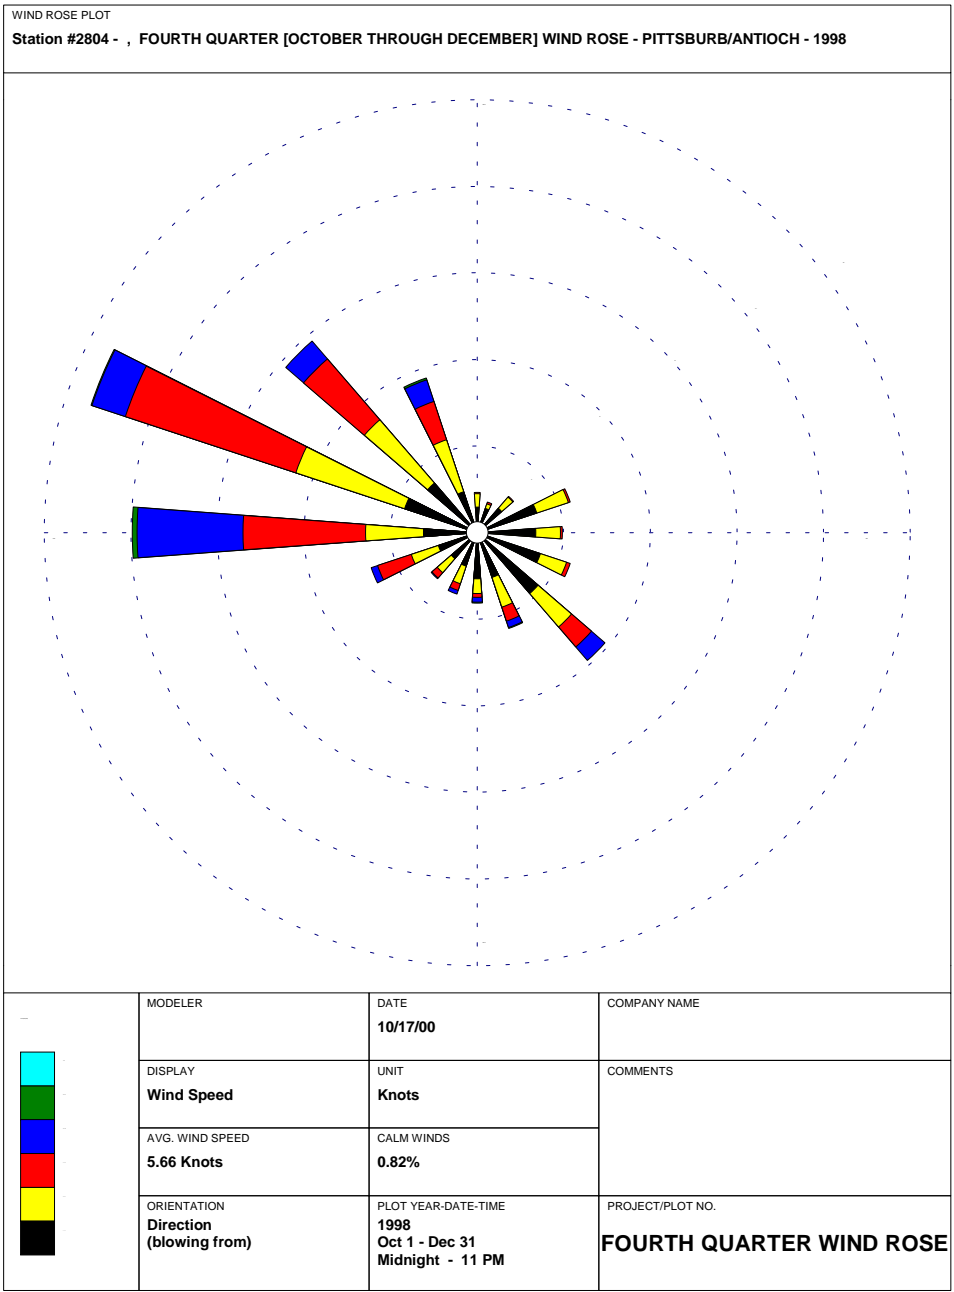 WIND ROSE PLOT
Station #2804 -  ,  FOURTH QUARTER [OCTOBER THROUGH DECEMBER] WIND ROSE - PITTSBURB/ANTIOCH - 1998
MODELER
DATE
10/17/00
COMPANY NAME
DISPLAY
Wind Speed
UNIT
Knots
COMMENTS
AVG. WIND SPEED
5.66 Knots
CALM WINDS
0.82%
ORIENTATION
Direction
(blowing from)
PLOT YEAR-DATE-TIME
1998
Oct 1 - Dec 31
Midnight  -  11 PM
PROJECT/PLOT NO.
FOURTH QUARTER WIND ROSE